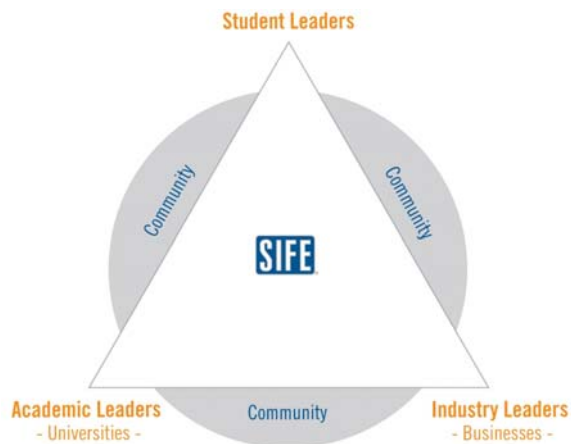 Student Leaders
Community
Community
SIFE
Academic Leaders
- Universities -
Community
Industry Leaders
- Businesses -